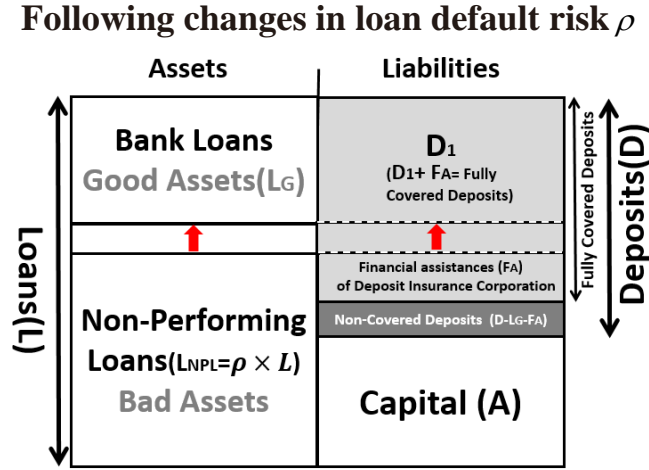 Following changes in loan default risk ρ
Assets
Liabilities
Loans(L)
Bank Loans
Good Assets(LG)
Non-Performing
Loans(LNPL=ρ × L)
Bad Assets
D1
(D1+ FA= Fully
Covered Deposits)
Financial assistances (FA)
of Deposit Insurance Corporation
Non-Covered Deposits (D-LG-FA)
Capital (A)
Fully Covered Deposits
Deposits(D)